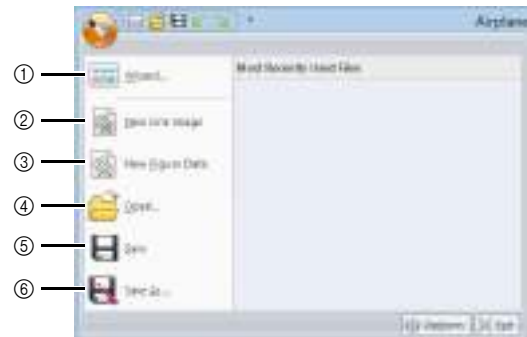 Airplane
① Wizard...
Most Recently Used Files
② New Line Image
③ New Figure Data
④ Open...
⑤ Save
⑥ Save As...
Options
Exit